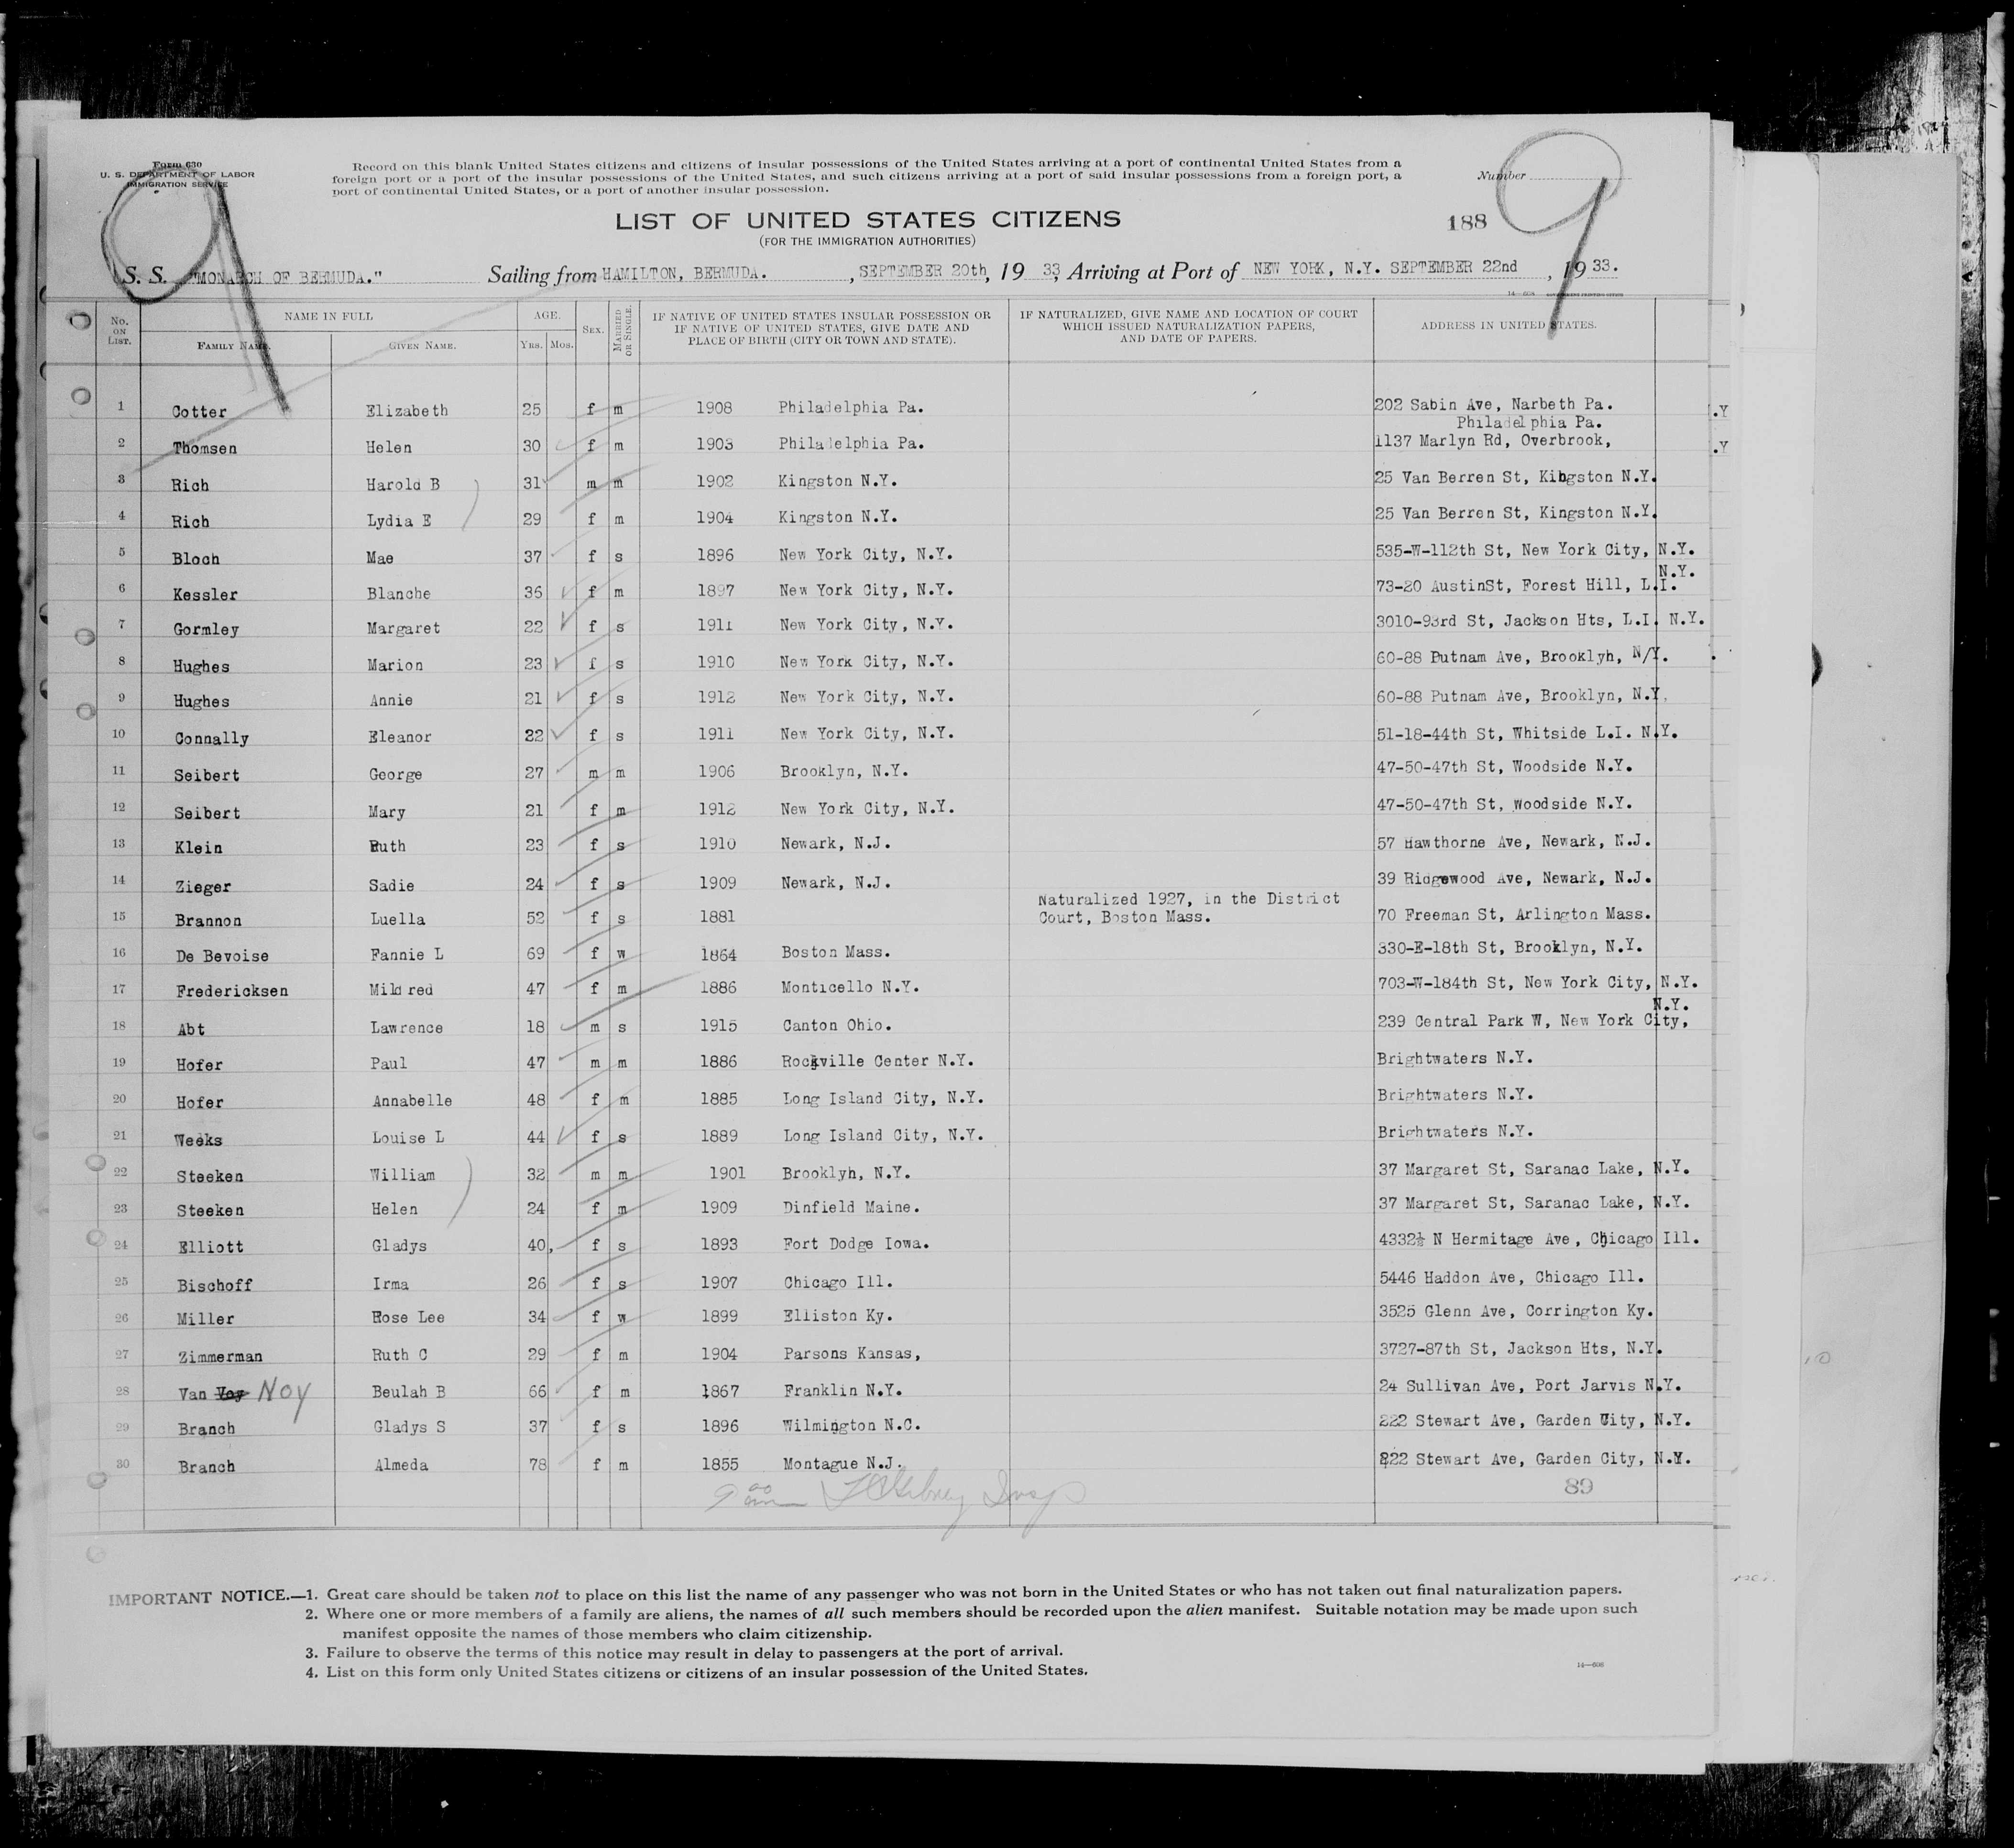 Form 630
U. S. DEPARTMENT OF LABOR
IMMIGRATION SERVICE
Record on this blank United States citizens and citizens of insular possessions of the United States arriving at a port of continental United States from a
foreign port or a port of the insular possessions of the United States, and such citizens arriving at a port of said insular possessions from a foreign port, a
port of continental United States, or a port of another insular possession.
Number
9
9
LIST OF UNITED STATES CITIZENS
188
(FOR THE IMMIGRATION AUTHORITIES)
S. S. "MONARCH OF BERMUDA." Sailing from HAMILTON, BERMUDA. , SEPTEMBER 20th, 19 33, Arriving at Port of NEW YORK, N.Y. SEPTEMBER 22nd , 19 33.
No. ON LIST. NAME IN FULL FAMILY NAME. GIVEN NAME. AGE. YRS. MOS. SEX. MARRIED OR SINGLE. IF NATIVE OF UNITED STATES INSULAR POSSESSION OR IF NATIVE OF UNITED STATES, GIVE DATE AND PLACE OF BIRTH (CITY OR TOWN AND STATE). IF NATURALIZED, GIVE NAME AND LOCATION OF COURT WHICH ISSUED NATURALIZATION PAPERS, AND DATE OF PAPERS. ADDRESS IN UNITED STATES.
1 Cotter Elizabeth 25 f m 1908 Philadelphia Pa. 202 Sabin Ave, Narbeth Pa.
Philadelphia Pa.
2 Thomsen Helen 30 f m 1903 Philadelphia Pa. 1137 Marlyn Rd, Overbrook,
3 Rich Harold B 31 m m 1902 Kingston N.Y. 25 Van Berren St, Kingston N.Y.
4 Rich Lydia E 29 f m 1904 Kingston N.Y. 25 Van Berren St, Kingston N.Y.
5 Bloch Mae 37 f s 1896 New York City, N.Y. 535-W-112th St, New York City, N.Y.
N.Y.
6 Kessler Blanche 36 f m 1897 New York City, N.Y. 73-20 AustinSt, Forest Hill, L.I.
7 Gormley Margaret 22 f s 1911 New York City, N.Y. 3010-93rd St, Jackson Hts, L.I. N.Y.
8 Hughes Marion 23 f s 1910 New York City, N.Y. 60-88 Putnam Ave, Brooklyh, N/Y.
9 Hughes Annie 21 f s 1912 New York City, N.Y. 60-88 Putnam Ave, Brooklyn, N.Y,
10 Connally Eleanor 22 f s 1911 New York City, N.Y. 51-18-44th St, Whitside L.I. N.Y.
11 Seibert George 27 m m 1906 Brooklyn, N.Y. 47-50-47th St, Woodside N.Y.
12 Seibert Mary 21 f m 1912 New York City, N.Y. 47-50-47th St, Woodside N.Y.
13 Klein Ruth 23 f s 1910 Newark, N.J. 57 Hawthorne Ave, Newark, N.J.
14 Zieger Sadie 24 f s 1909 Newark, N.J. 39 Ridgewood Ave, Newark, N.J.
Naturalized 1927, in the District
15 Brannon Luella 52 f s 1881 Court, Boston Mass. 70 Freeman St, Arlington Mass.
16 De Bevoise Fannie L 69 f w 1864 Boston Mass. 330-E-18th St, Brooklyn, N.Y.
17 Fredericksen Mildred 47 f m 1886 Monticello N.Y. 703-W-184th St, New York City, N.Y.
N.Y.
18 Abt Lawrence 18 m s 1915 Canton Ohio. 239 Central Park W, New York City,
19 Hofer Paul 47 m m 1886 Rockville Center N.Y. Brightwaters N.Y.
20 Hofer Annabelle 48 f m 1885 Long Island City, N.Y. Brightwaters N.Y.
21 Weeks Louise L 44 f s 1889 Long Island City, N.Y. Brightwaters N.Y.
22 Steeken William 32 m m 1901 Brooklyh, N.Y. 37 Margaret St, Saranac Lake, N.Y.
23 Steeken Helen 24 f m 1909 Dinfield Maine. 37 Margaret St, Saranac Lake, N.Y.
24 Elliott Gladys 40, f s 1893 Fort Dodge Iowa. 4332½ N Hermitage Ave, Chicago Ill.
25 Bischoff Irma 26 f s 1907 Chicago Ill. 5446 Haddon Ave, Chicago Ill.
26 Miller Rose Lee 34 f w 1899 Elliston Ky. 3525 Glenn Ave, Corrington Ky.
27 Zimmerman Ruth C 29 f m 1904 Parsons Kansas, 3727-87th St, Jackson Hts, N.Y.
28 Van Voy Noy Beulah B 66 f m 1867 Franklin N.Y. 24 Sullivan Ave, Port Jarvis N.Y.
29 Branch Gladys S 37 f s 1896 Wilmington N.C. 222 Stewart Ave, Garden City, N.Y.
30 Branch Almeda 78 f m 1855 Montague N.J. 222 Stewart Ave, Garden City, N.Y.
89
IMPORTANT NOTICE.—1. Great care should be taken not to place on this list the name of any passenger who was not born in the United States or who has not taken out final naturalization papers.
2. Where one or more members of a family are aliens, the names of all such members should be recorded upon the alien manifest. Suitable notation may be made upon such
manifest opposite the names of those members who claim citizenship.
3. Failure to observe the terms of this notice may result in delay to passengers at the port of arrival.
4. List on this form only United States citizens or citizens of an insular possession of the United States.
14—608